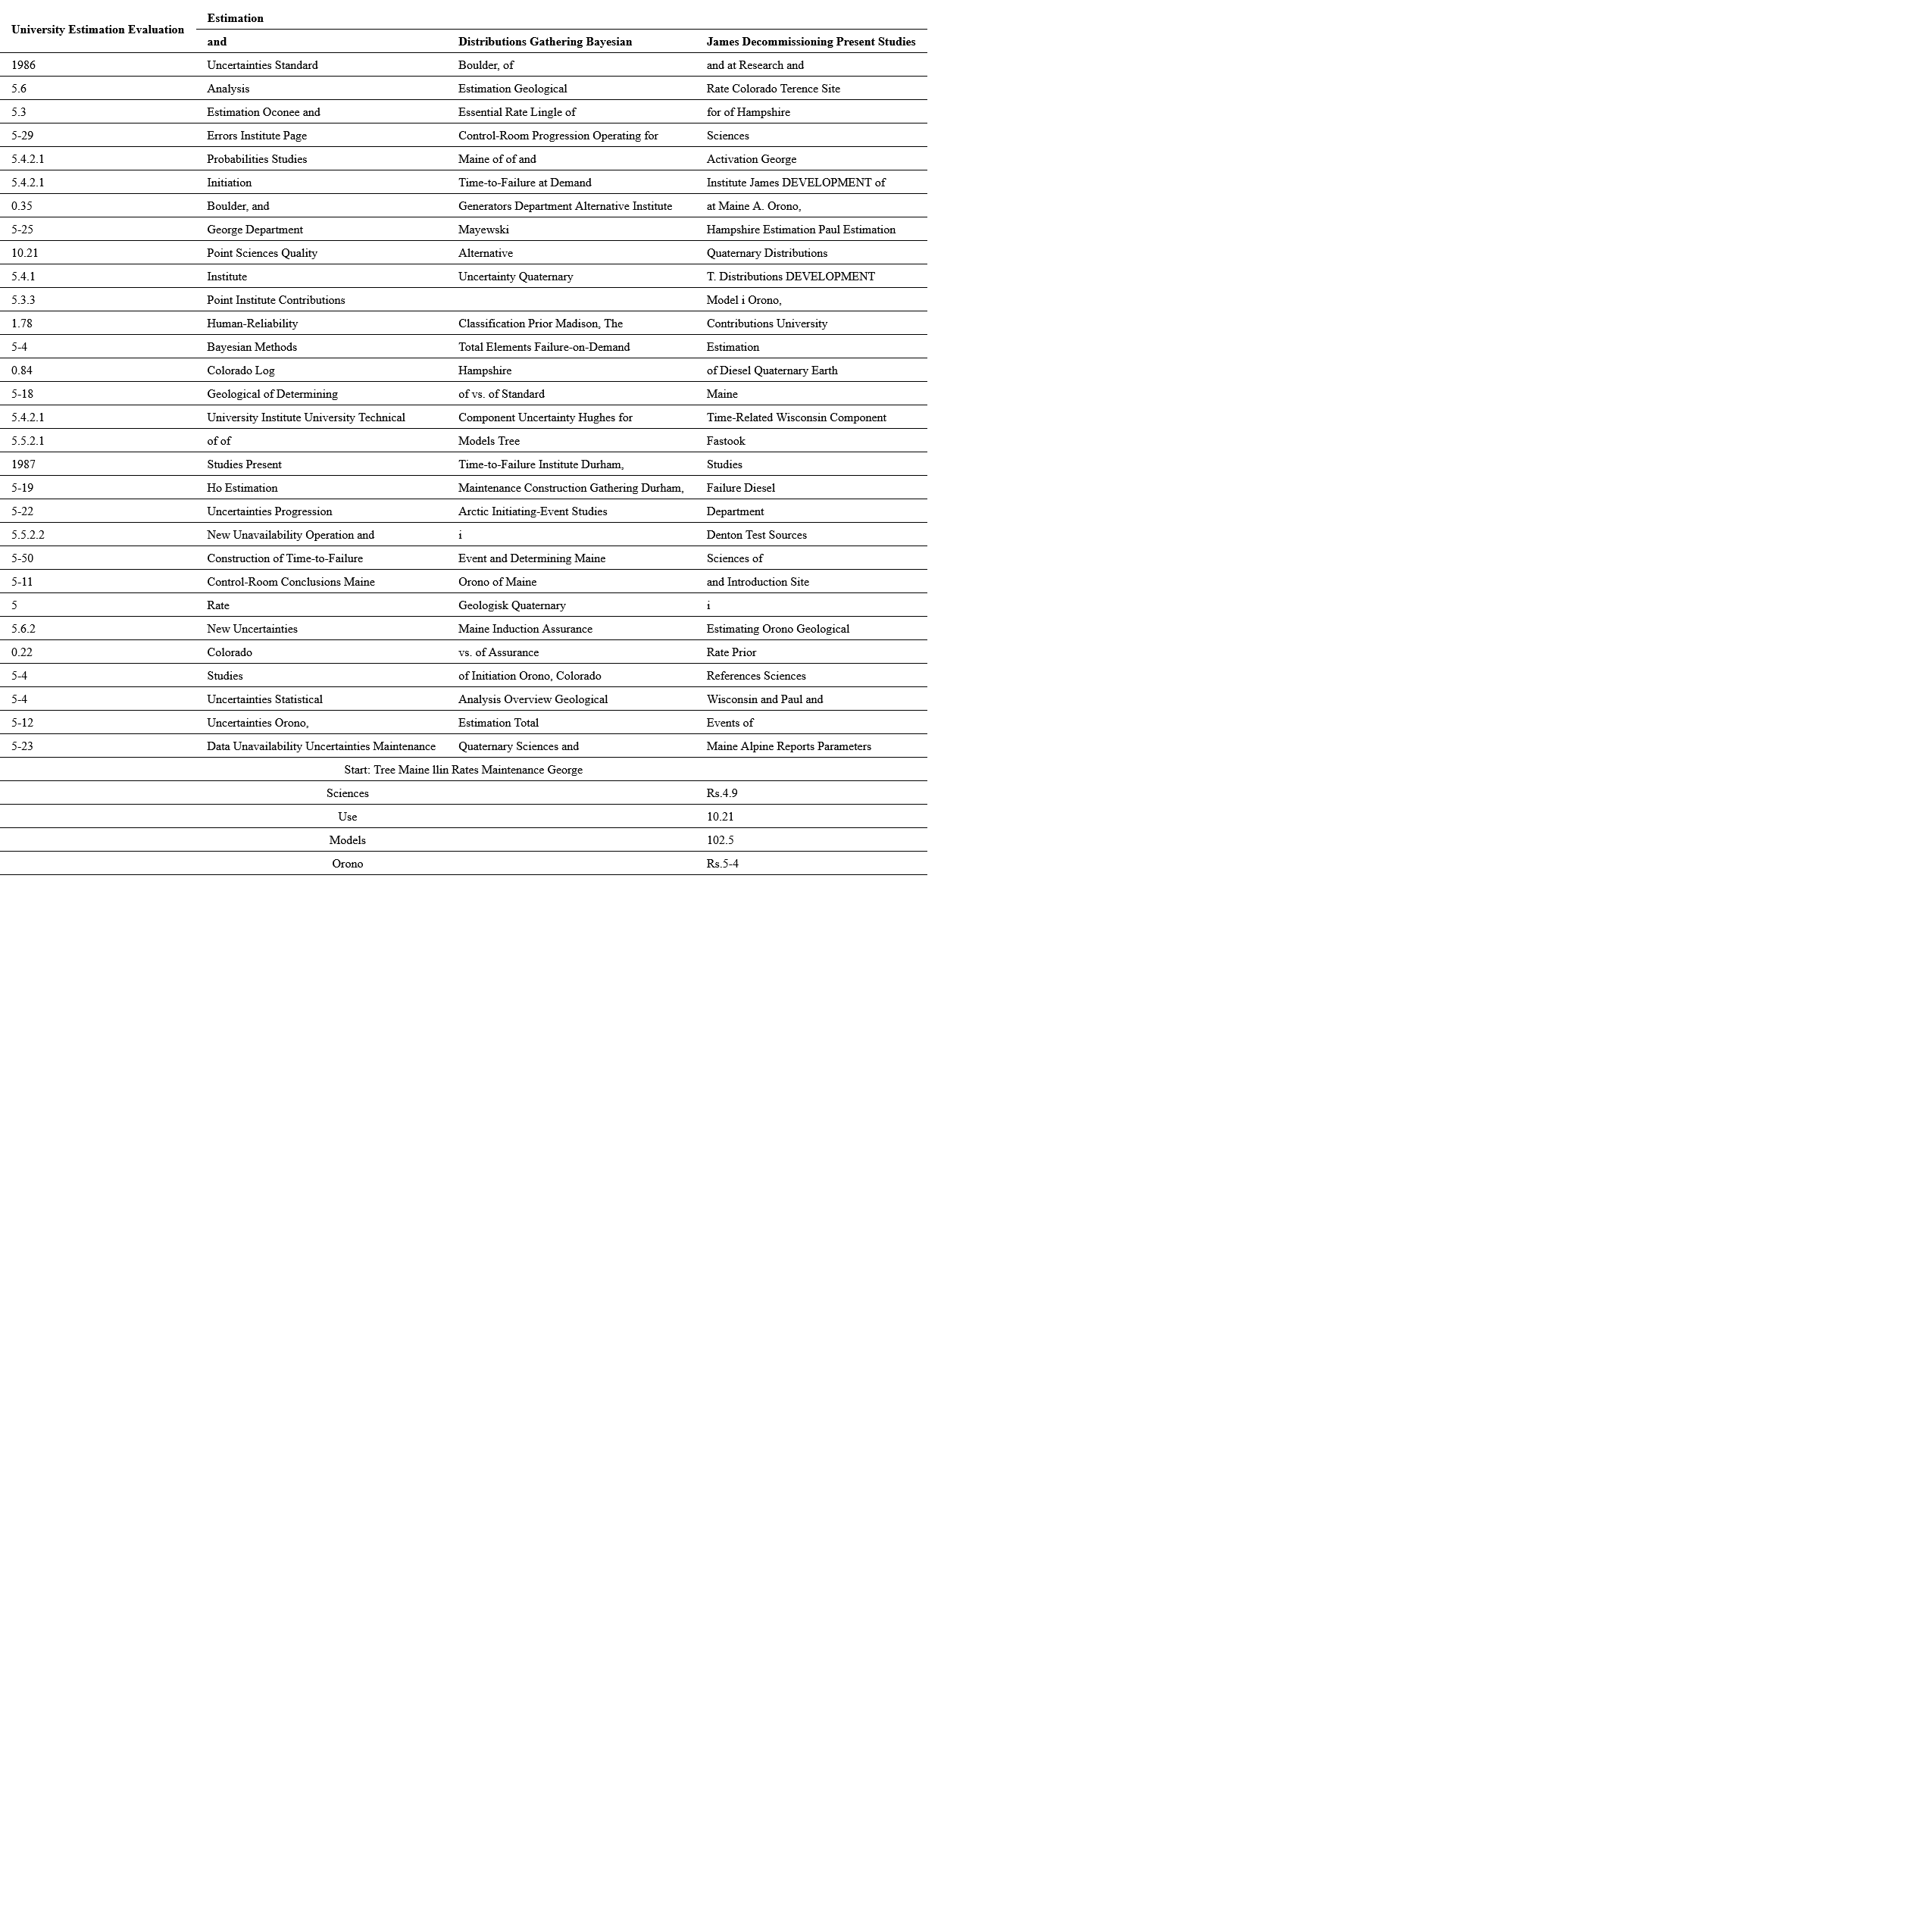 University Estimation Evaluation Estimation
and Distributions Gathering Bayesian James Decommissioning Present Studies
1986 Uncertainties Standard Boulder, of and at Research and
5.6 Analysis Estimation Geological Rate Colorado Terence Site
5.3 Estimation Oconee and Essential Rate Lingle of for of Hampshire
5-29 Errors Institute Page Control-Room Progression Operating for Sciences
5.4.2.1 Probabilities Studies Maine of of and Activation George
5.4.2.1 Initiation Time-to-Failure at Demand Institute James DEVELOPMENT of
0.35 Boulder, and Generators Department Alternative Institute at Maine A. Orono,
5-25 George Department Mayewski Hampshire Estimation Paul Estimation
10.21 Point Sciences Quality Alternative Quaternary Distributions
5.4.1 Institute Uncertainty Quaternary T. Distributions DEVELOPMENT
5.3.3 Point Institute Contributions Model i Orono,
1.78 Human-Reliability Classification Prior Madison, The Contributions University
5-4 Bayesian Methods Total Elements Failure-on-Demand Estimation
0.84 Colorado Log Hampshire of Diesel Quaternary Earth
5-18 Geological of Determining of vs. of Standard Maine
5.4.2.1 University Institute University Technical Component Uncertainty Hughes for Time-Related Wisconsin Component
5.5.2.1 of of Models Tree Fastook
1987 Studies Present Time-to-Failure Institute Durham, Studies
5-19 Ho Estimation Maintenance Construction Gathering Durham, Failure Diesel
5-22 Uncertainties Progression Arctic Initiating-Event Studies Department
5.5.2.2 New Unavailability Operation and i Denton Test Sources
5-50 Construction of Time-to-Failure Event and Determining Maine Sciences of
5-11 Control-Room Conclusions Maine Orono of Maine and Introduction Site
5 Rate Geologisk Quaternary i
5.6.2 New Uncertainties Maine Induction Assurance Estimating Orono Geological
0.22 Colorado vs. of Assurance Rate Prior
5-4 Studies of Initiation Orono, Colorado References Sciences
5-4 Uncertainties Statistical Analysis Overview Geological Wisconsin and Paul and
5-12 Uncertainties Orono, Estimation Total Events of
5-23 Data Unavailability Uncertainties Maintenance Quaternary Sciences and Maine Alpine Reports Parameters
Start: Tree Maine llin Rates Maintenance George
Sciences Rs.4.9
Use 10.21
Models 102.5
Orono Rs.5-4